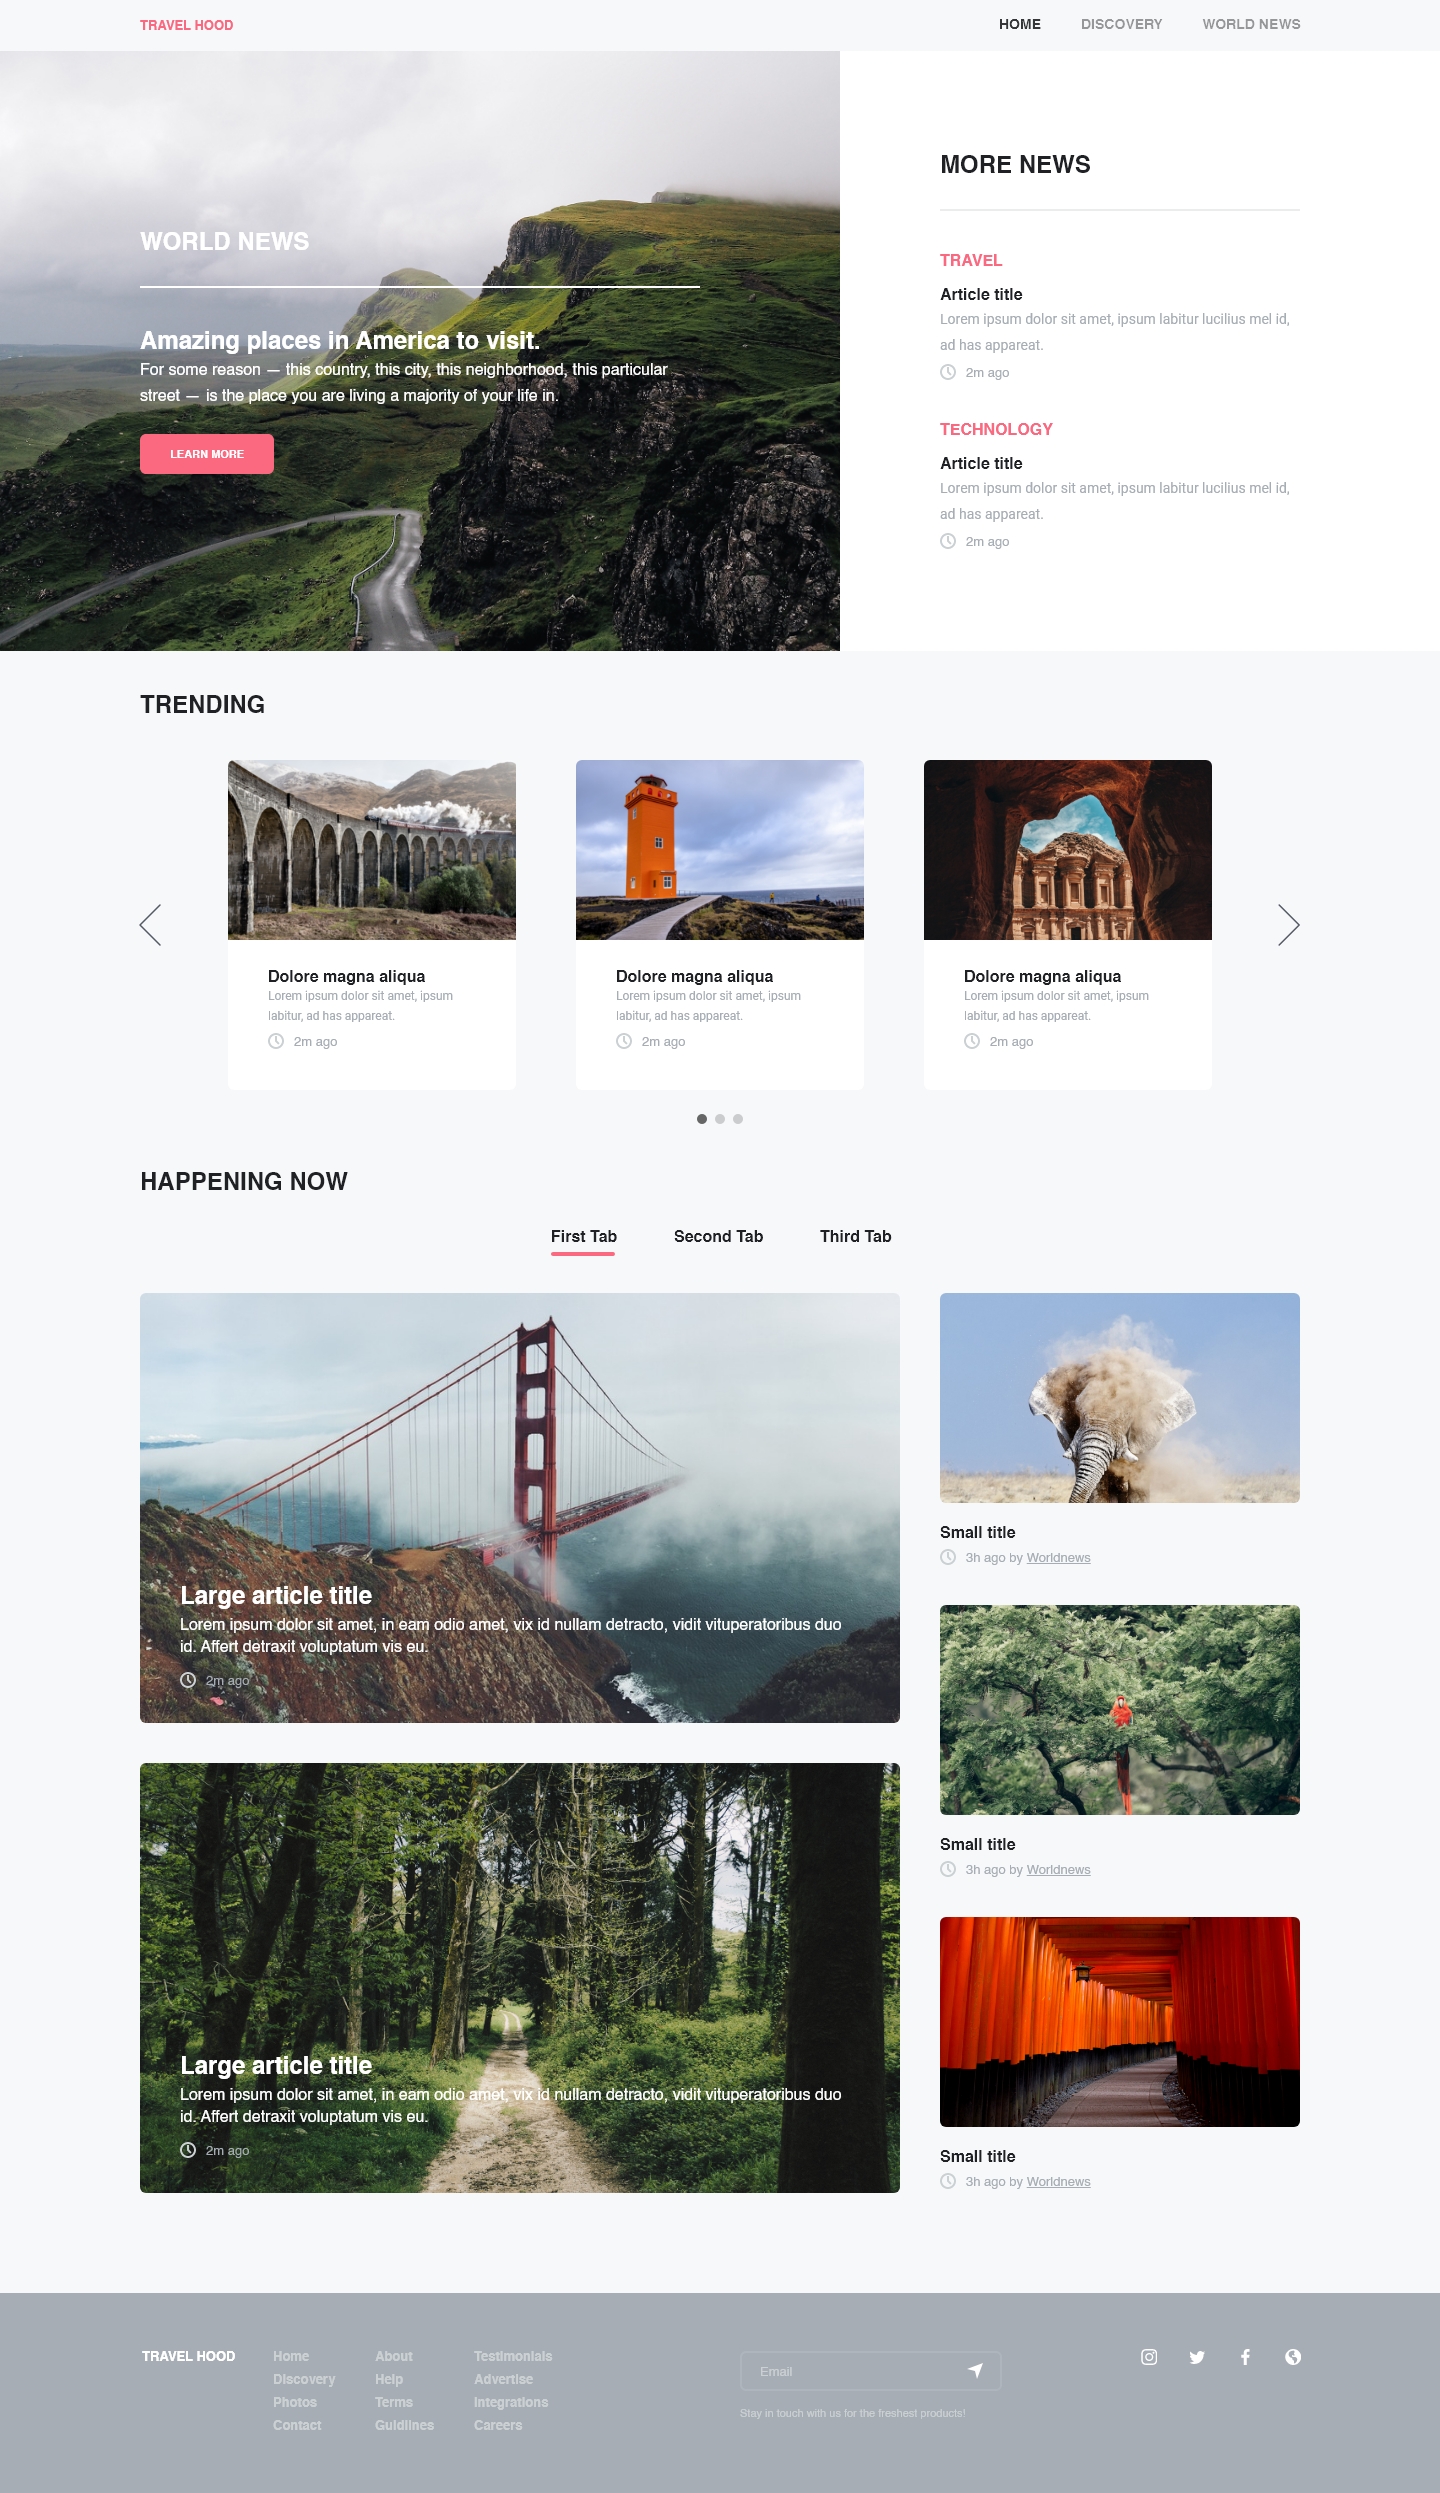 TRAVEL HOOD
HOME
DISCOVERY
WORLD NEWS
WORLD NEWS
Amazing places in America to visit.
For some reason — this country, this city, this neighborhood, this particular
street — is the place you are living a majority of your life in.
LEARN MORE
MORE NEWS
TRAVEL
Article title
Lorem ipsum dolor sit amet, ipsum labitur lucilius mel id,
ad has appareat.
2m ago
TECHNOLOGY
Article title
Lorem ipsum dolor sit amet, ipsum labitur lucilius mel id,
ad has appareat.
2m ago
TRENDING
Dolore magna aliqua
Lorem ipsum dolor sit amet, ipsum
labitur, ad has appareat.
2m ago
Dolore magna aliqua
Lorem ipsum dolor sit amet, ipsum
labitur, ad has appareat.
2m ago
Dolore magna aliqua
Lorem ipsum dolor sit amet, ipsum
labitur, ad has appareat.
2m ago
HAPPENING NOW
First Tab
Second Tab
Third Tab
Large article title
Lorem ipsum dolor sit amet, in eam odio amet, vix id nullam detracto, vidit vituperatoribus duo
id. Affert detraxit voluptatum vis eu.
2m ago
Large article title
Lorem ipsum dolor sit amet, in eam odio amet, vix id nullam detracto, vidit vituperatoribus duo
id. Affert detraxit voluptatum vis eu.
2m ago
Small title
3h ago by Worldnews
Small title
3h ago by Worldnews
Small title
3h ago by Worldnews
TRAVEL HOOD
Home
Discovery
Photos
Contact
About
Help
Terms
Guidlines
Testimonials
Advertise
Integrations
Careers
Email
Stay in touch with us for the freshest products!